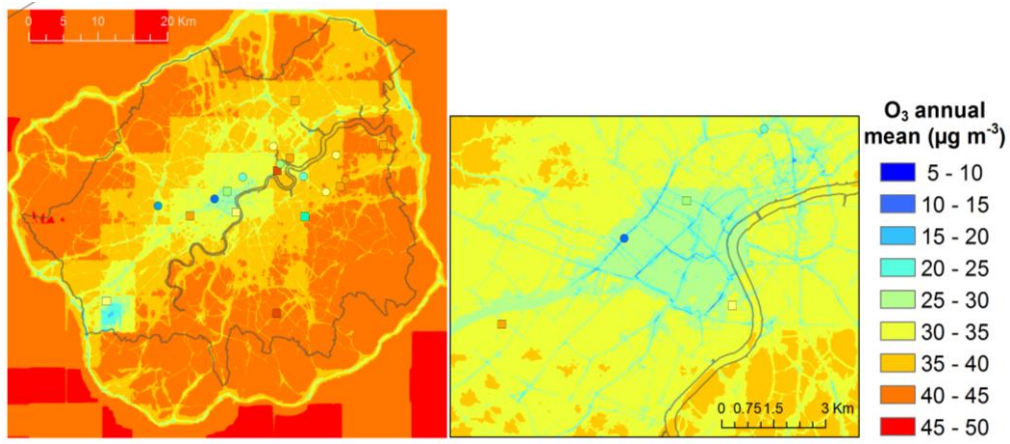 0 5 10 20 Km
0 0.75 1.5 3 Km
O₃ annual
mean (µg m⁻³)
5 - 10
10 - 15
15 - 20
20 - 25
25 - 30
30 - 35
35 - 40
40 - 45
45 - 50